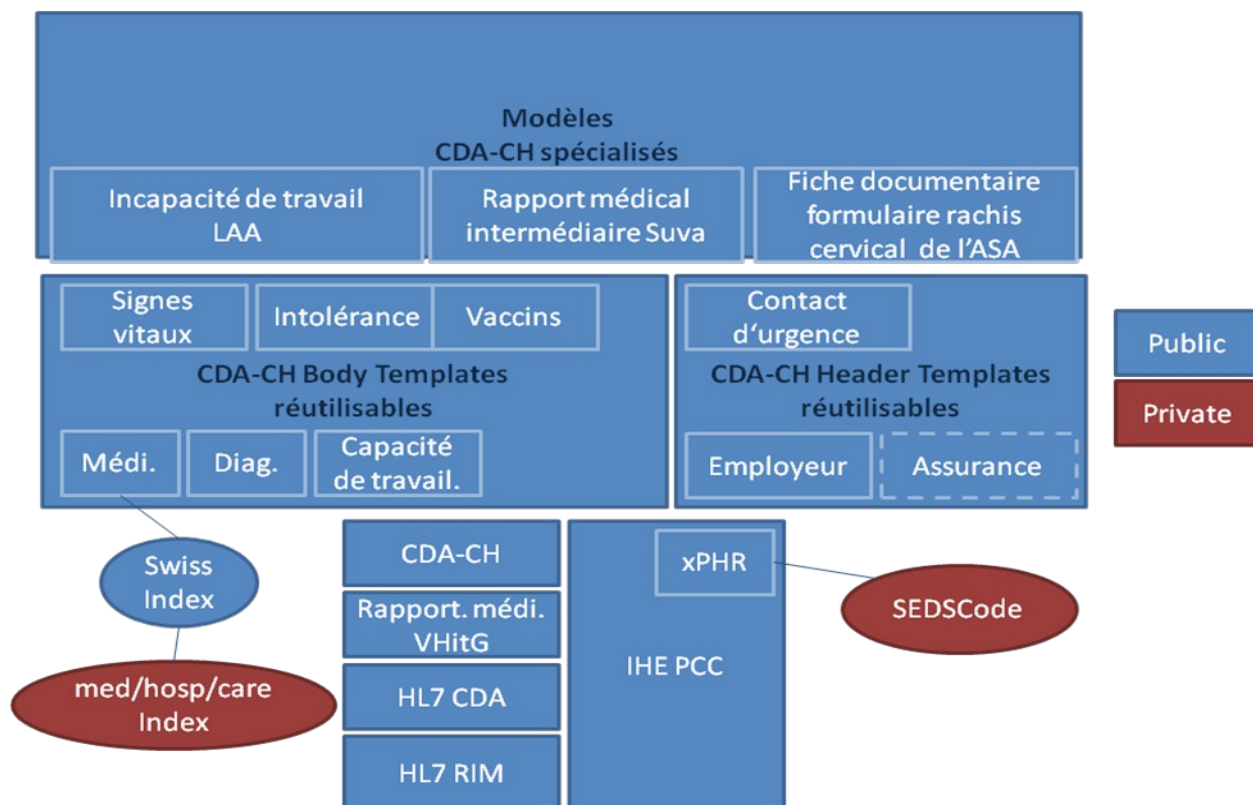 Modèles
CDA-CH spécialisés
Incapacité de travail
LAA
Rapport médical
intermédiaire Suva
Fiche documentaire
formulaire rachis
cervical de l'ASA
Signes
vitaux
Intolérance
Vaccins
CDA-CH Body Templates
réutilisables
Médi.
Diag.
Capacité
de travail.
Contact
d‘urgence
CDA-CH Header Templates
réutilisables
Employeur
Assurance
Public
Private
Swiss
Index
med/hosp/care
Index
CDA-CH
Rapport. médi.
VHitG
HL7 CDA
HL7 RIM
xPHR
IHE PCC
SEDSCode